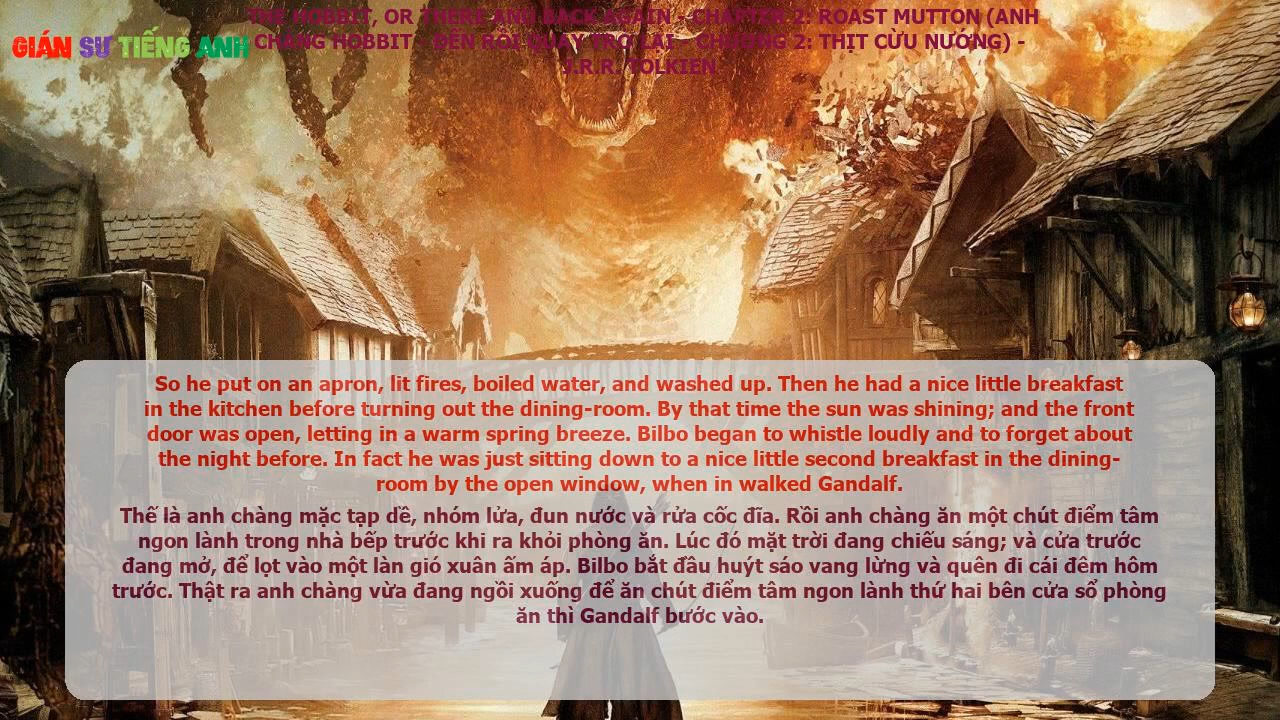 THE HOBBIT, OR THERE AND BACK AGAIN - CHAPTER 2: ROAST MUTTON (ANH
GIÁN SỰ TIẾNG ANH
CHÀNG HOBBIT - ĐẾN RỒI QUAY TRỞ LẠI - CHƯƠNG 2: THỊT CỪU NƯỚNG) -
J.R.R. TOLKIEN
So he put on an apron, lit fires, boiled water, and washed up. Then he had a nice little breakfast
in the kitchen before turning out the dining-room. By that time the sun was shining; and the front
door was open, letting in a warm spring breeze. Bilbo began to whistle loudly and to forget about
the night before. In fact he was just sitting down to a nice little second breakfast in the dining-
room by the open window, when in walked Gandalf.
Thế là anh chàng mặc tạp dề, nhóm lửa, đun nước và rửa cốc đĩa. Rồi anh chàng ăn một chút điểm tâm
ngon lành trong nhà bếp trước khi ra khỏi phòng ăn. Lúc đó mặt trời đang chiếu sáng; và cửa trước
đang mở, để lọt vào một làn gió xuân ấm áp. Bilbo bắt đầu huýt sáo vang lừng và quên đi cái đêm hôm
trước. Thật ra anh chàng vừa đang ngồi xuống để ăn chút điểm tâm ngon lành thứ hai bên cửa sổ phòng
ăn thì Gandalf bước vào.